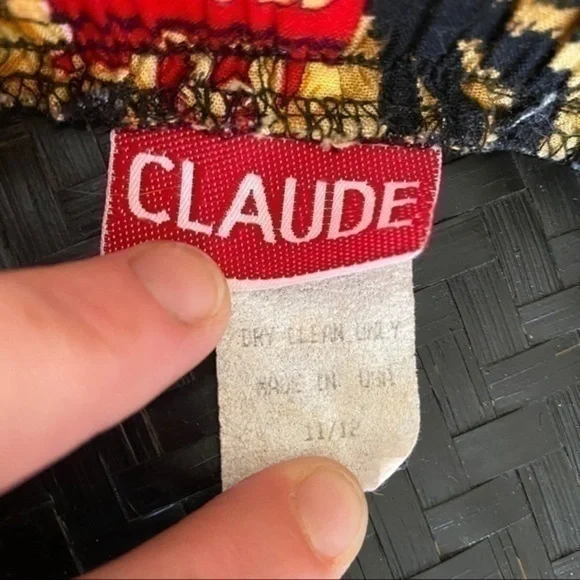 CLAUDE
DRY CLEAN ONLY
MADE IN USA
11/12